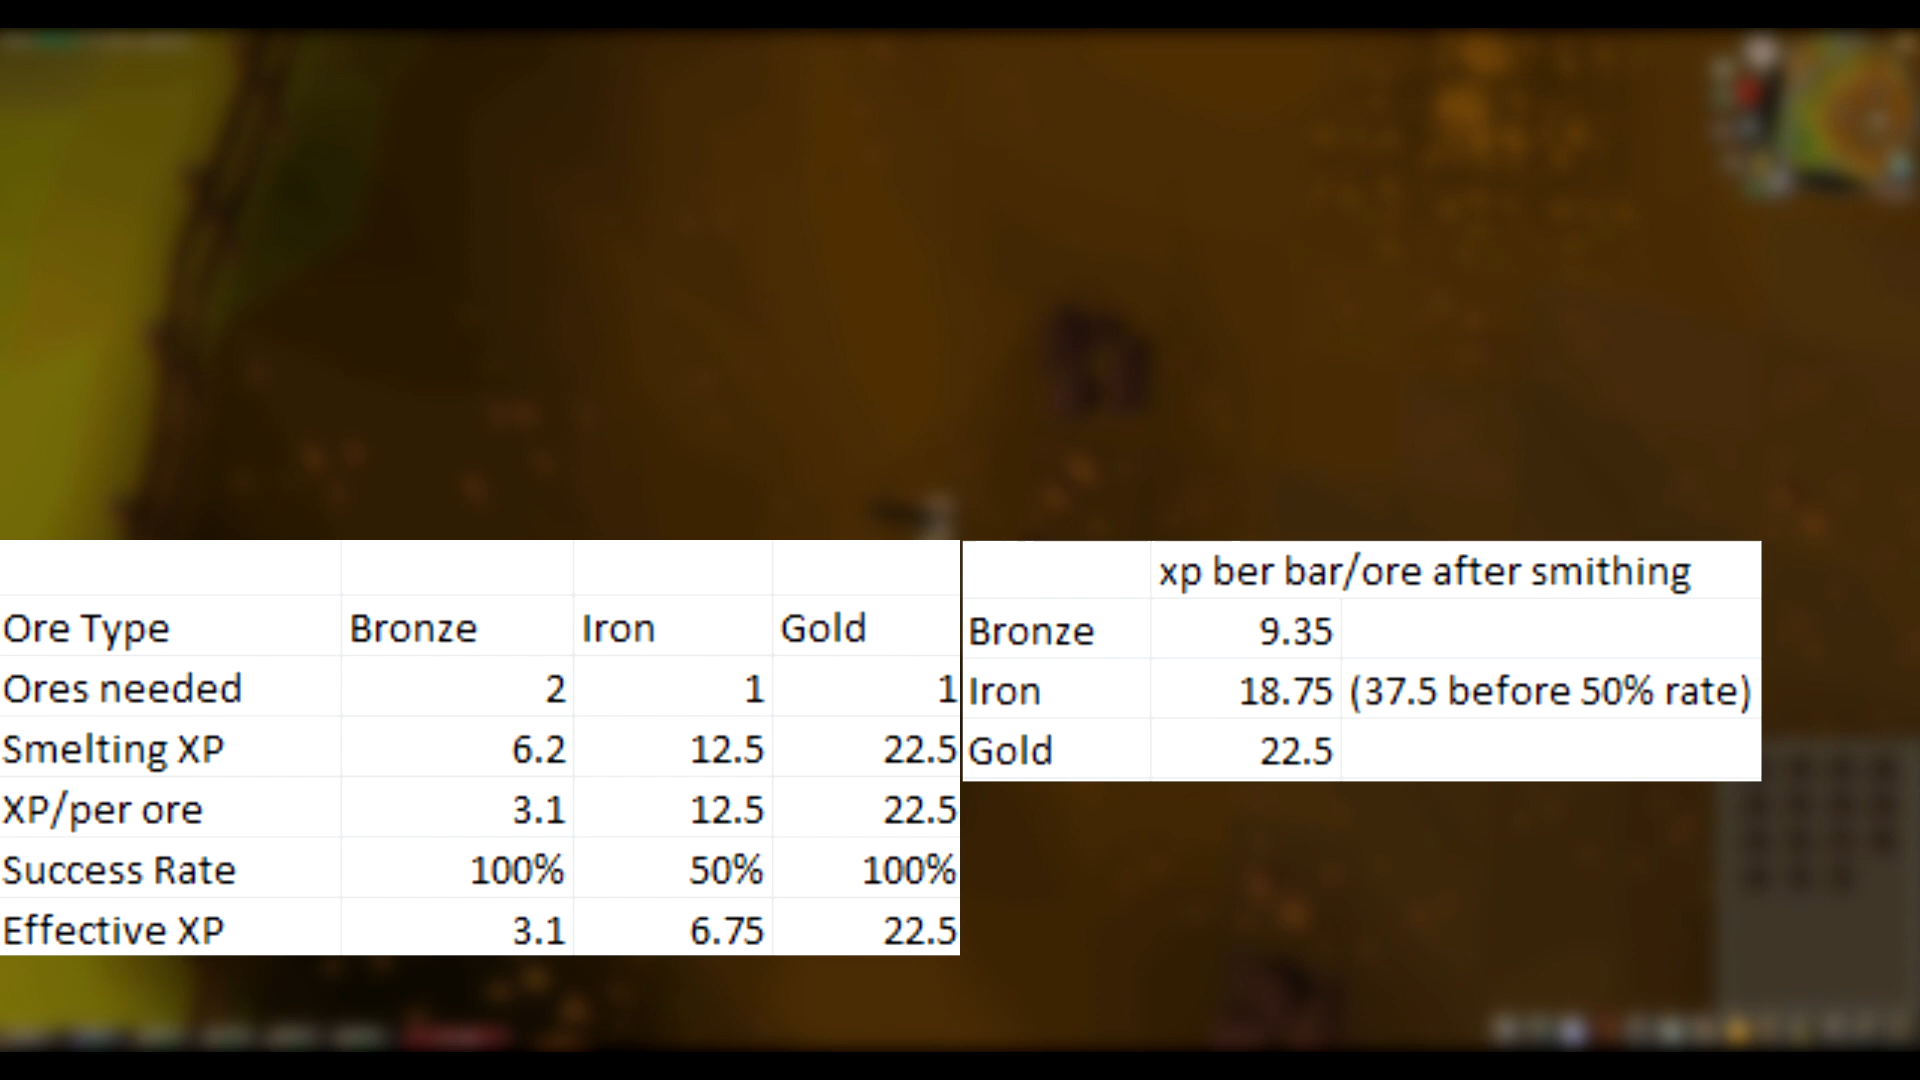 Ore Type Bronze Iron Gold
Ores needed 2 1 1
Smelting XP 6.2 12.5 22.5
XP/per ore 3.1 12.5 22.5
Success Rate 100% 50% 100%
Effective XP 3.1 6.75 22.5
xp ber bar/ore after smithing
Bronze 9.35
Iron 18.75 (37.5 before 50% rate)
Gold 22.5